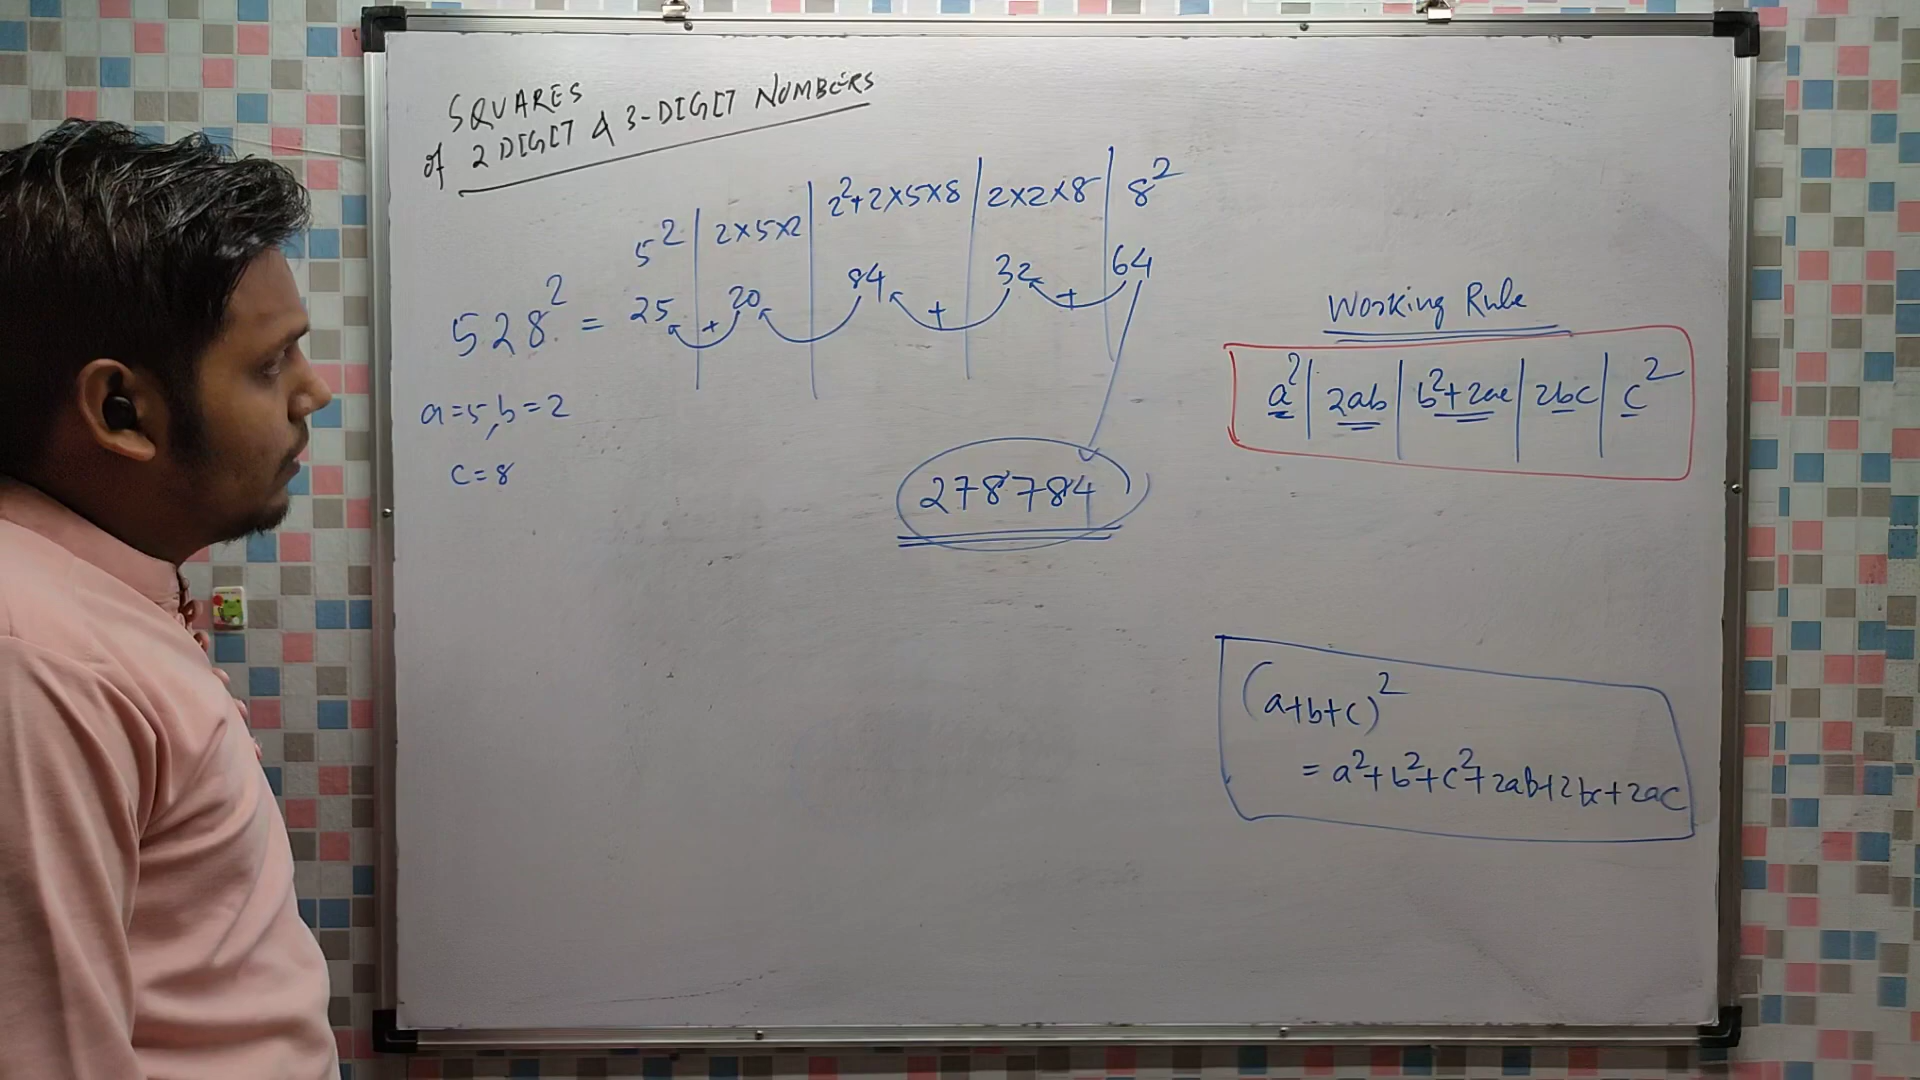 SQUARES
of 2 DIGIT & 3-DIGIT NUMBERS
5² | 2×5×2 | 2²+2×5×8 | 2×2×8 | 8²
528² = 25 + 20 84 + 32 + 64
a=5, b=2
c=8
278784
Working Rule
a² | 2ab | b²+2ac | 2bc | c²
(a+b+c)²
= a²+b²+c²+2ab+2bc+2ac